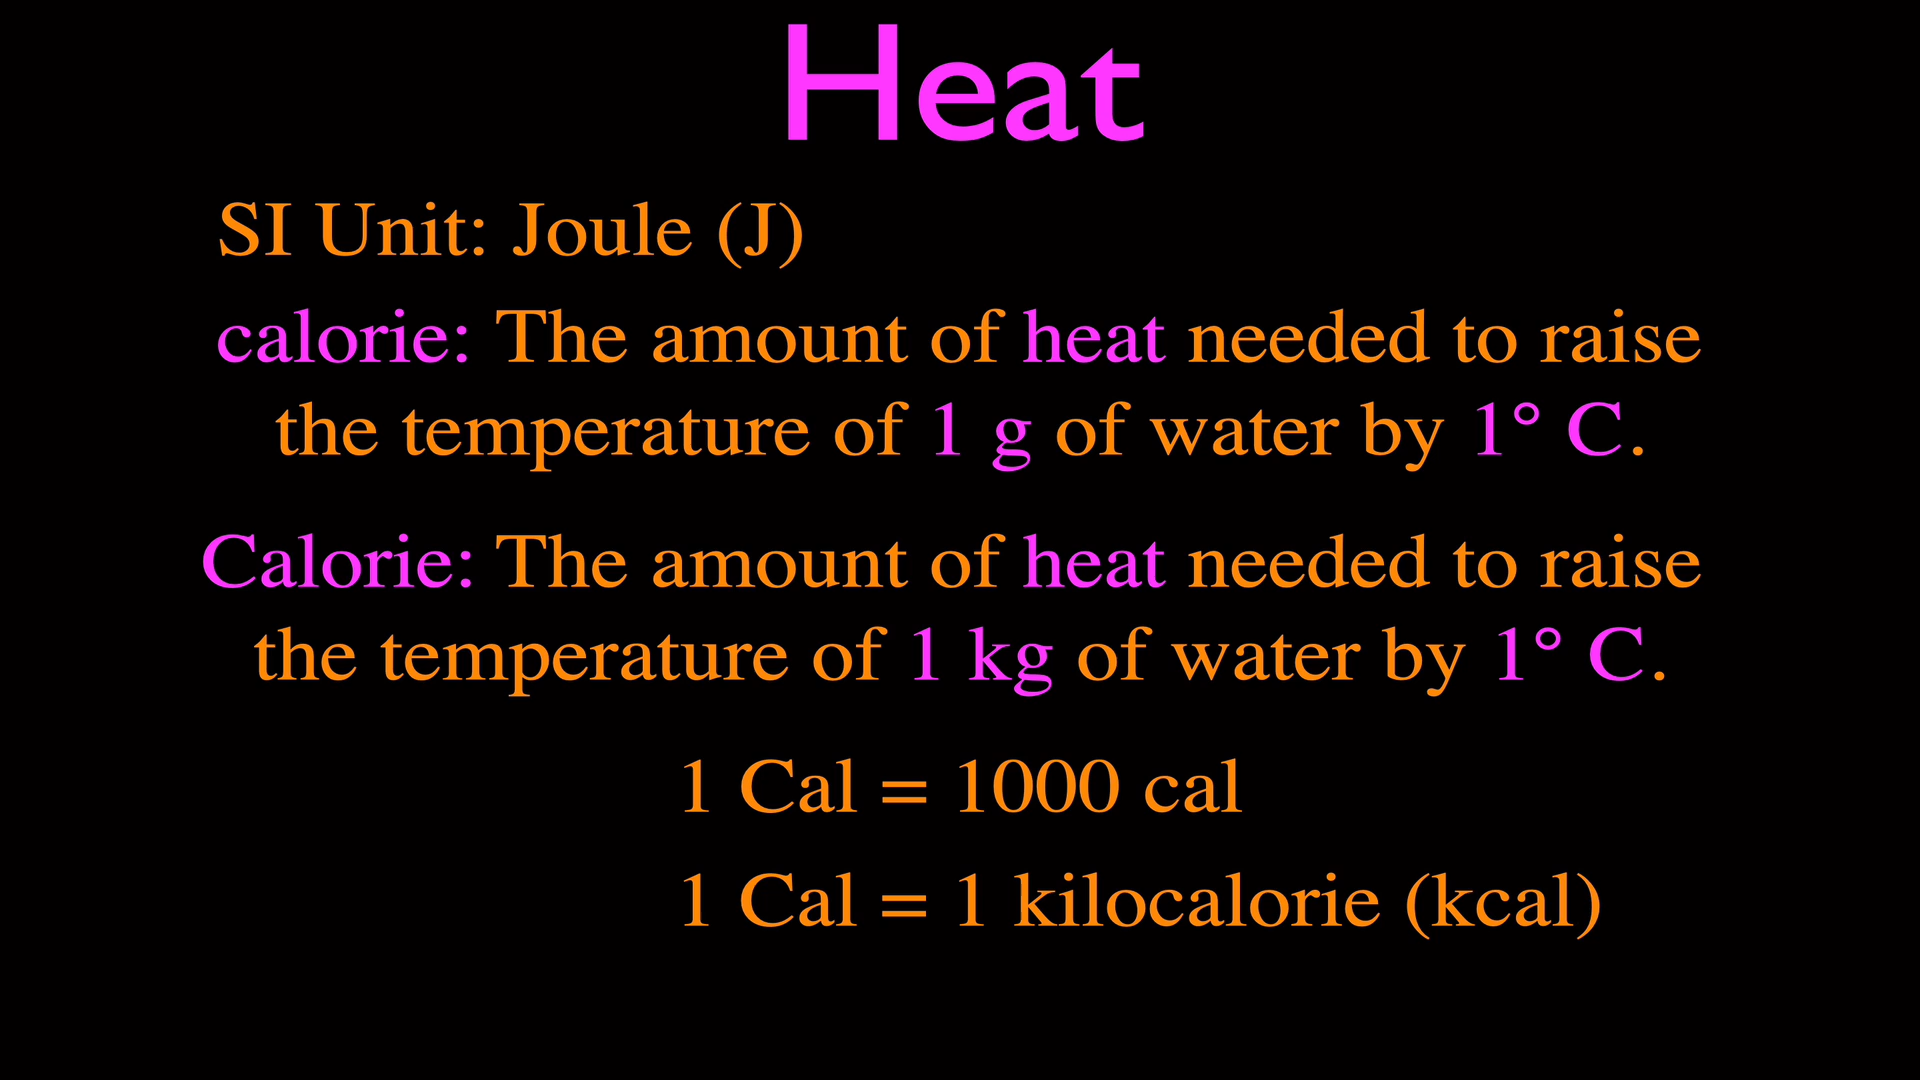 Heat
SI Unit: Joule (J)
calorie: The amount of heat needed to raise
the temperature of 1 g of water by 1° C.
Calorie: The amount of heat needed to raise
the temperature of 1 kg of water by 1° C.
1 Cal = 1000 cal
1 Cal = 1 kilocalorie (kcal)